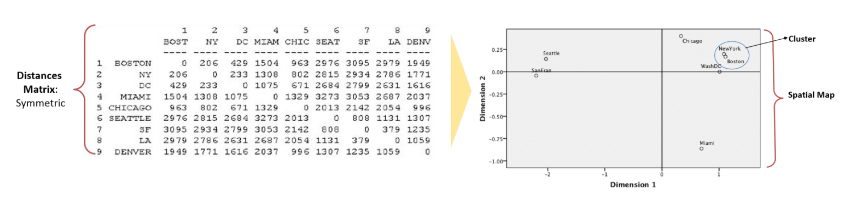 Distances
Matrix:
Symmetric
1 2 3 4 5 6 7 8 9
BOST NY DC MIAM CHIC SEAT SF LA DENV
1 BOSTON 0 206 429 1504 963 2976 3095 2979 1949
2 NY 206 0 233 1308 802 2815 2934 2786 1771
3 DC 429 233 0 1075 671 2684 2799 2631 1616
4 MIAMI 1504 1308 1075 0 1329 3273 3053 2687 2037
5 CHICAGO 963 802 671 1329 0 2013 2142 2054 996
6 SEATTLE 2976 2815 2684 3273 2013 0 808 1131 1307
7 SF 3095 2934 2799 3053 2142 808 0 379 1235
8 LA 2979 2786 2631 2687 2054 1131 379 0 1059
9 DENVER 1949 1771 1616 2037 996 1307 1235 1059 0
Dimension 2
0.25
0.00
-0.25
-0.50
-0.75
-1.00
-2
-1
0
1
Dimension 1
Seattle
SanFran
Chicago
NewYork
Boston
WashDC
Miami
Cluster
Spatial Map